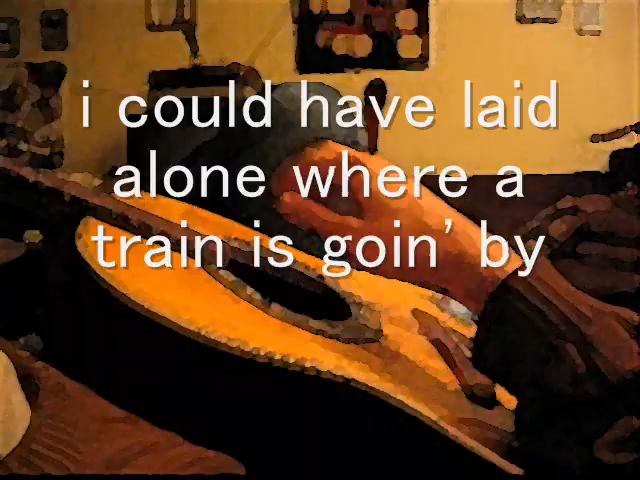 i could have laid
alone where a
train is goin' by